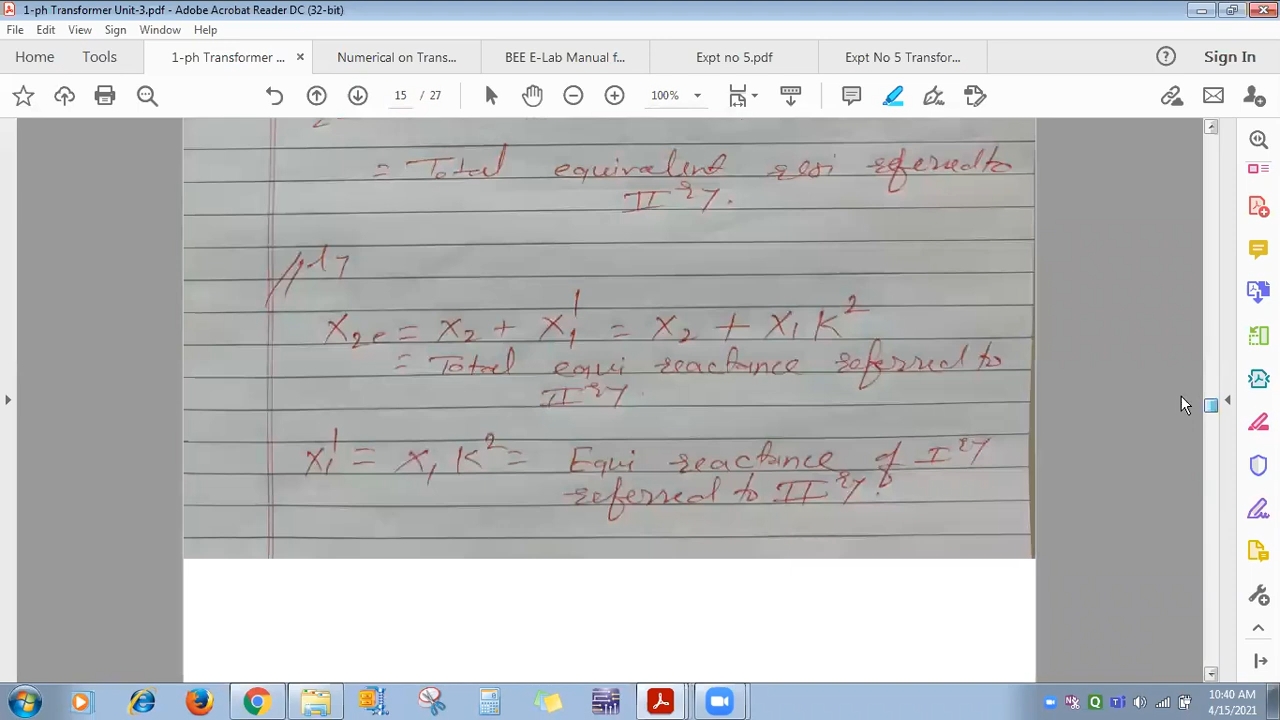 1-ph Transformer Unit-3.pdf - Adobe Acrobat Reader DC (32-bit)
File Edit View Sign Window Help
Home Tools 1-ph Transformer ... × Numerical on Trans... BEE E-Lab Manual f... Expt no 5.pdf Expt No 5 Transfor... Sign In
15 / 27 100%
= Total equivalent resi referred to
II ry.
//ly
X2e = X2 + X1' = X2 + X1 K²
= Total equi reactance referred to
II ry
X1' = X1 K² = Equi reactance of I ry
referred to II ry.
10:40 AM
4/15/2021